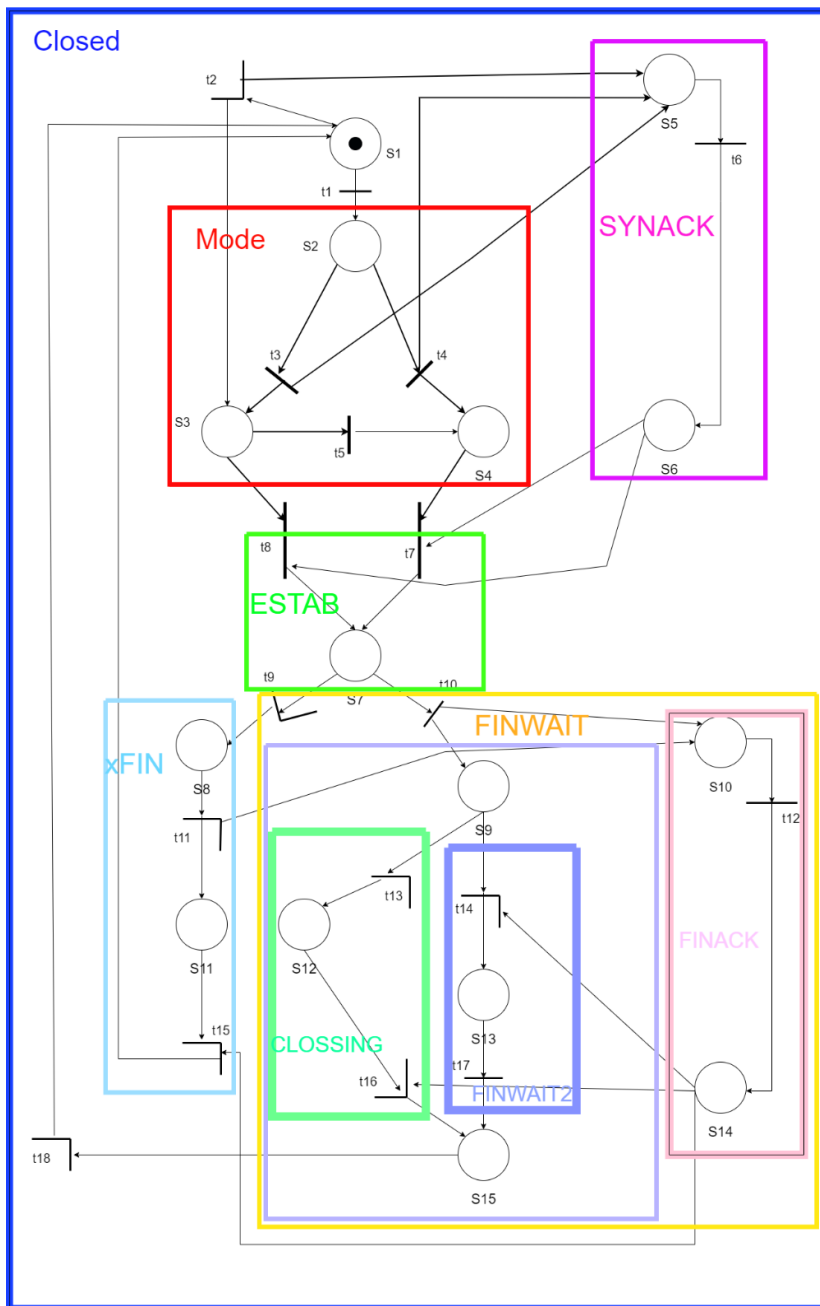 Closed
t2
S5
S1
t6
t1
SYNACK
Mode
S2
t3
t4
S3
t5
S4
S6
t8
t7
ESTAB
S7
t9
t10
FINWAIT
xFIN
S8
S10
t11
S9
t12
t13
t14
S12
S11
FINACK
t15
CLOSSING
S13
t17
t16
FINWAIT2
S14
t18
S15